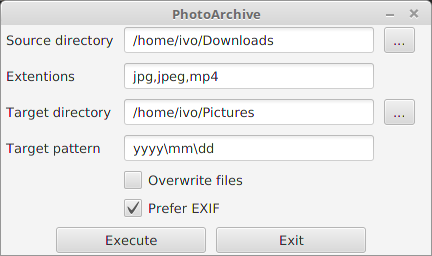 PhotoArchive
Source directory /home/ivo/Downloads ...
Extentions jpg,jpeg,mp4
Target directory /home/ivo/Pictures ...
Target pattern yyyy\mm\dd
Overwrite files
Prefer EXIF
Execute Exit